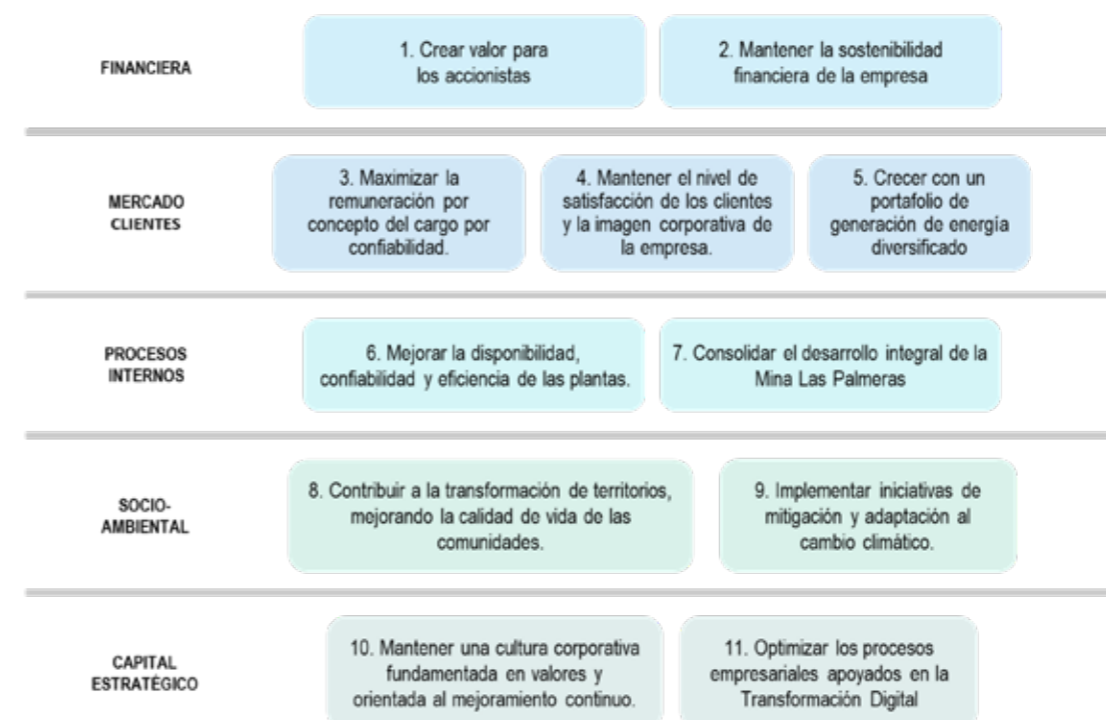 FINANCIERA
1. Crear valor para
los accionistas
2. Mantener la sostenibilidad
financiera de la empresa
MERCADO
CLIENTES
3. Maximizar la
remuneración por
concepto del cargo por
confiabilidad.
4. Mantener el nivel de
satisfacción de los clientes
y la imagen corporativa de
la empresa.
5. Crecer con un
portafolio de
generación de energía
diversificado
PROCESOS
INTERNOS
6. Mejorar la disponibilidad,
confiabilidad y eficiencia de las plantas.
7. Consolidar el desarrollo integral de la
Mina Las Palmeras
SOCIO-
AMBIENTAL
8. Contribuir a la transformación de territorios,
mejorando la calidad de vida de las
comunidades.
9. Implementar iniciativas de
mitigación y adaptación al
cambio climático.
CAPITAL
ESTRATÉGICO
10. Mantener una cultura corporativa
fundamentada en valores y
orientada al mejoramiento continuo.
11. Optimizar los procesos
empresariales apoyados en la
Transformación Digital